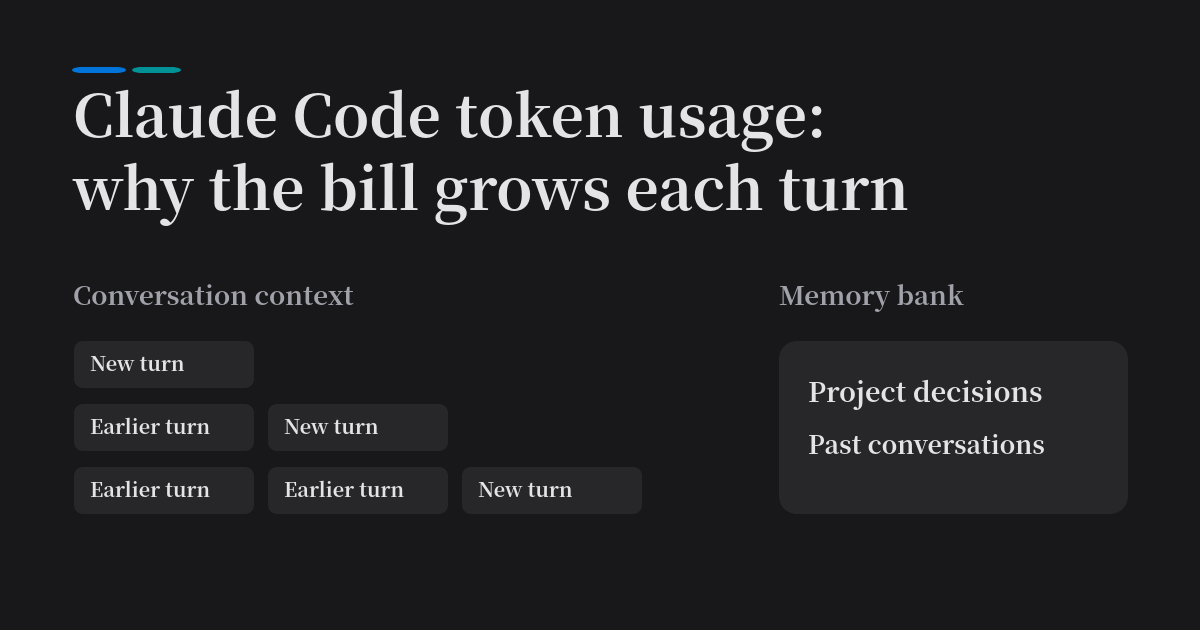 Claude Code token usage:
why the bill grows each turn
Conversation context
New turn
Earlier turn New turn
Earlier turn Earlier turn New turn
Memory bank
Project decisions
Past conversations